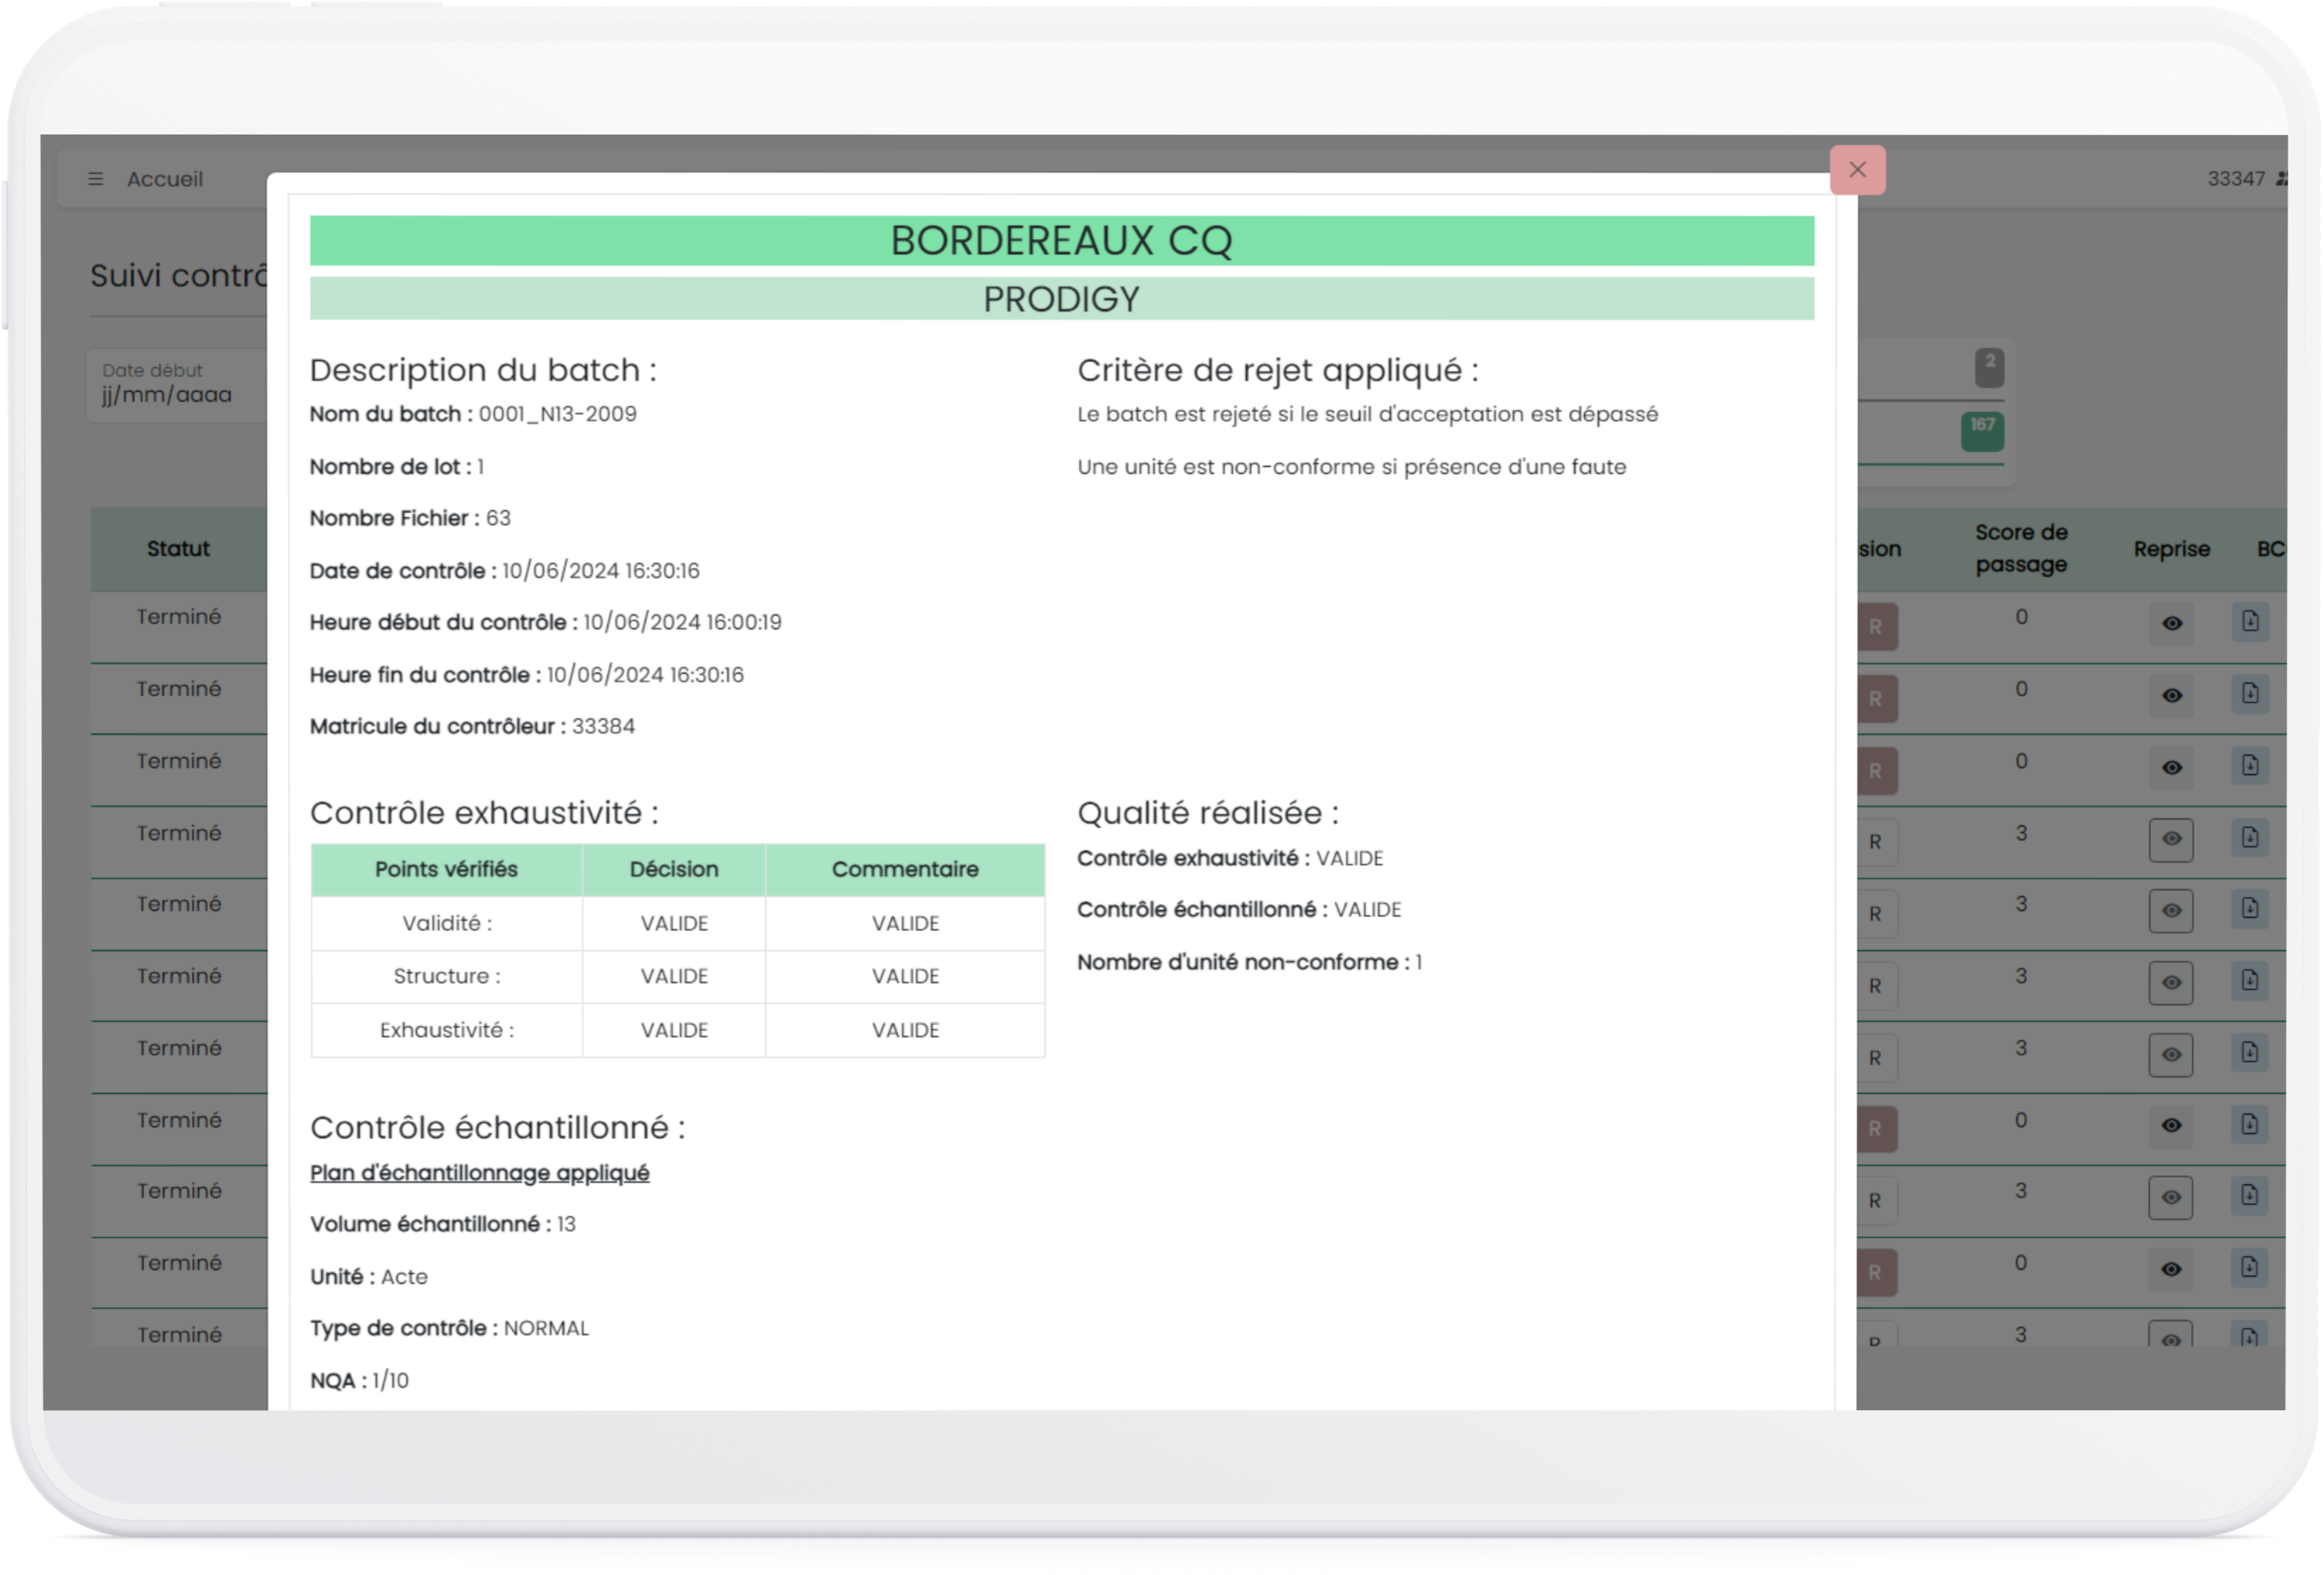 Accueil
33347
Suivi contrô
Date début
jj/mm/aaaa
2
167
BORDEREAUX CQ
PRODIGY
Description du batch :
Nom du batch : 0001_N13-2009
Nombre de lot : 1
Nombre Fichier : 63
Date de contrôle : 10/06/2024 16:30:16
Heure début du contrôle : 10/06/2024 16:00:19
Heure fin du contrôle : 10/06/2024 16:30:16
Matricule du contrôleur : 33384
Critère de rejet appliqué :
Le batch est rejeté si le seuil d'acceptation est dépassé
Une unité est non-conforme si présence d'une faute
Contrôle exhaustivité :
Points vérifiés Décision Commentaire
Validité : VALIDE VALIDE
Structure : VALIDE VALIDE
Exhaustivité : VALIDE VALIDE
Qualité réalisée :
Contrôle exhaustivité : VALIDE
Contrôle échantillonné : VALIDE
Nombre d'unité non-conforme : 1
Contrôle échantillonné :
Plan d'échantillonnage appliqué
Volume échantillonné : 13
Unité : Acte
Type de contrôle : NORMAL
NQA : 1/10
Statut sion Score de passage Reprise BC
Terminé R 0
Terminé R 0
Terminé R 0
Terminé R 3
Terminé R 3
Terminé R 3
Terminé R 3
Terminé R 0
Terminé R 3
Terminé R 0
Terminé R 3